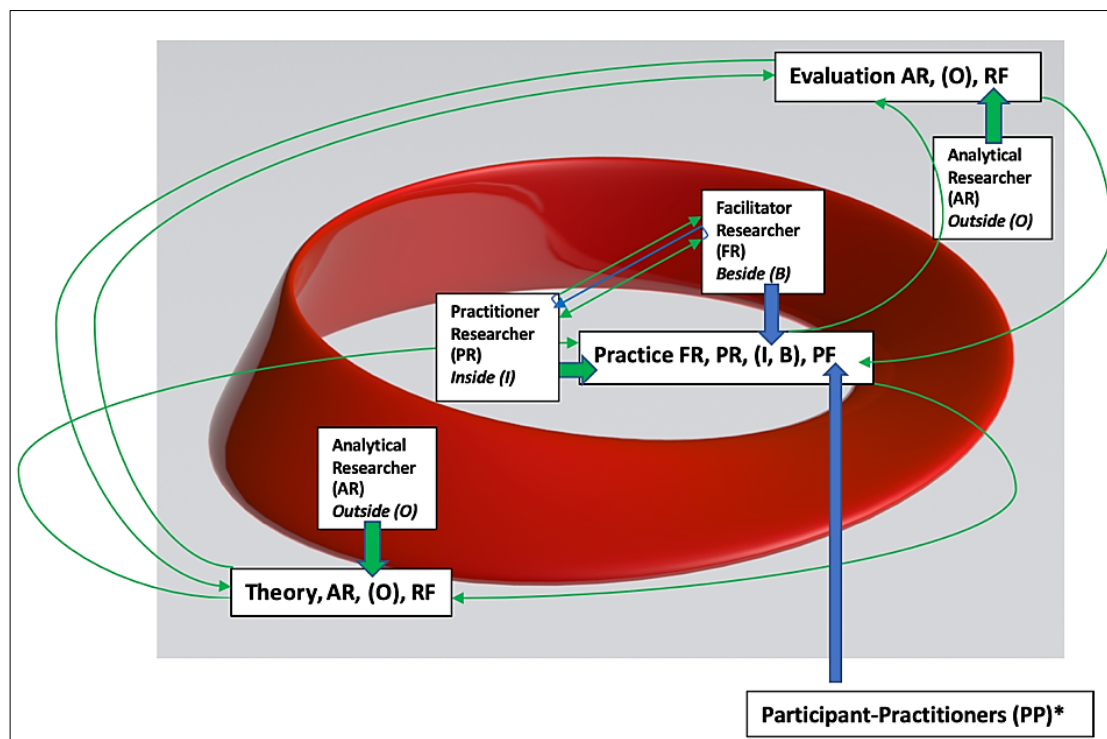 Evaluation AR, (O), RF
Analytical
Researcher
(AR)
Outside (O)
Facilitator
Researcher
(FR)
Beside (B)
Practitioner
Researcher
(PR)
Inside (I)
Practice FR, PR, (I, B), PF
Analytical
Researcher
(AR)
Outside (O)
Theory, AR, (O), RF
Participant-Practitioners (PP)*